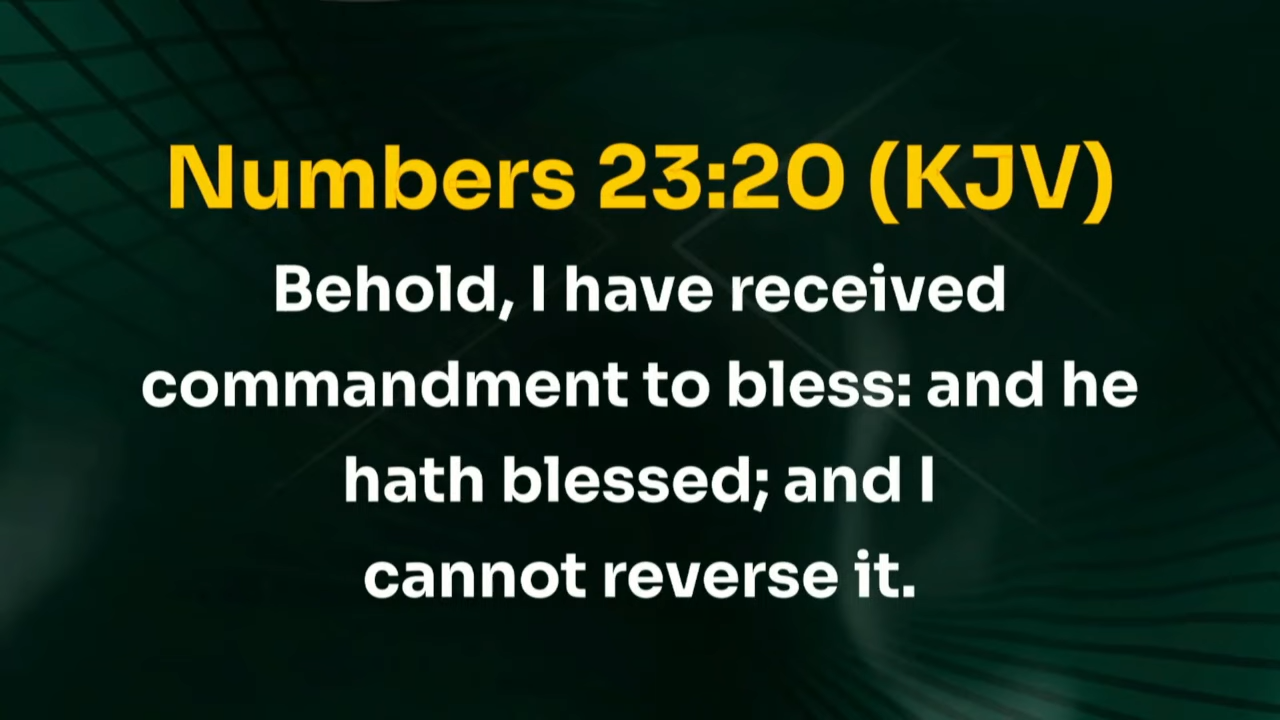 Numbers 23:20 (KJV)
Behold, I have received
commandment to bless: and he
hath blessed; and I
cannot reverse it.